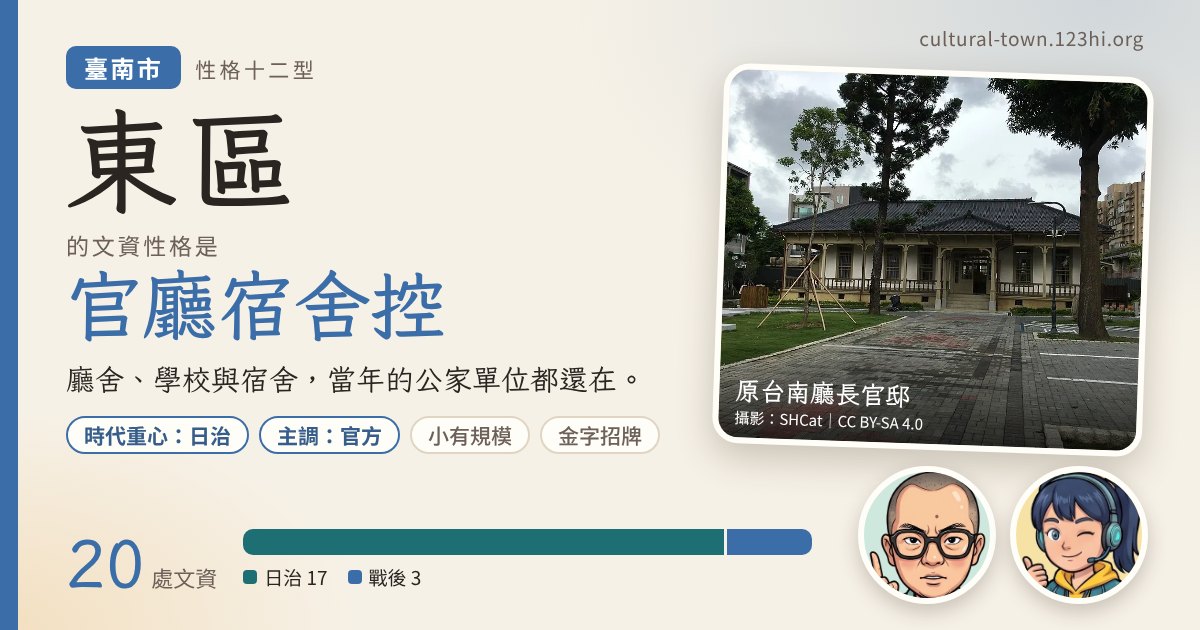 cultural-town.123hi.org
臺南市 性格十二型
東區
的文資性格是
官廳宿舍控
廳舍、學校與宿舍，當年的公家單位都還在。
時代重心：日治 主調：官方 小有規模 金字招牌
原台南廳長官邸
攝影：SHCat｜CC BY-SA 4.0
20 處文資
日治 17 戰後 3